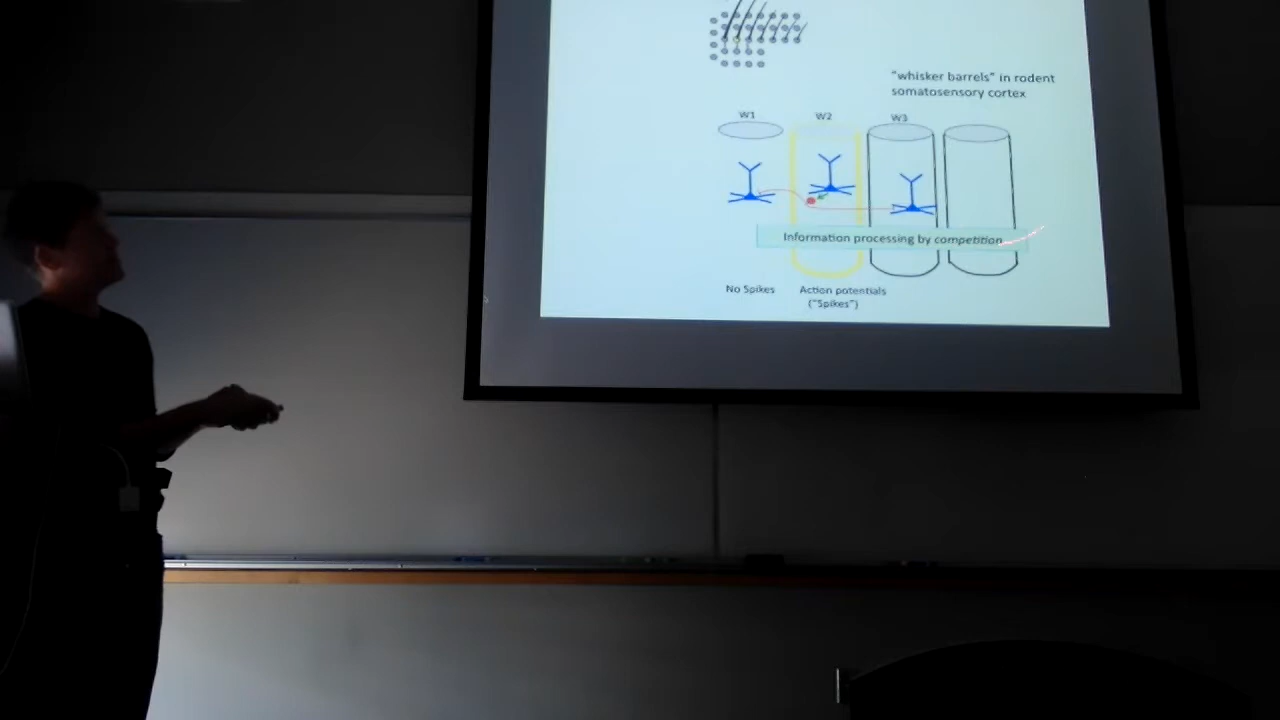 "whisker barrels" in rodent
somatosensory cortex
W1
W2
W3
Information processing by competition
No Spikes
Action potentials
("Spikes")